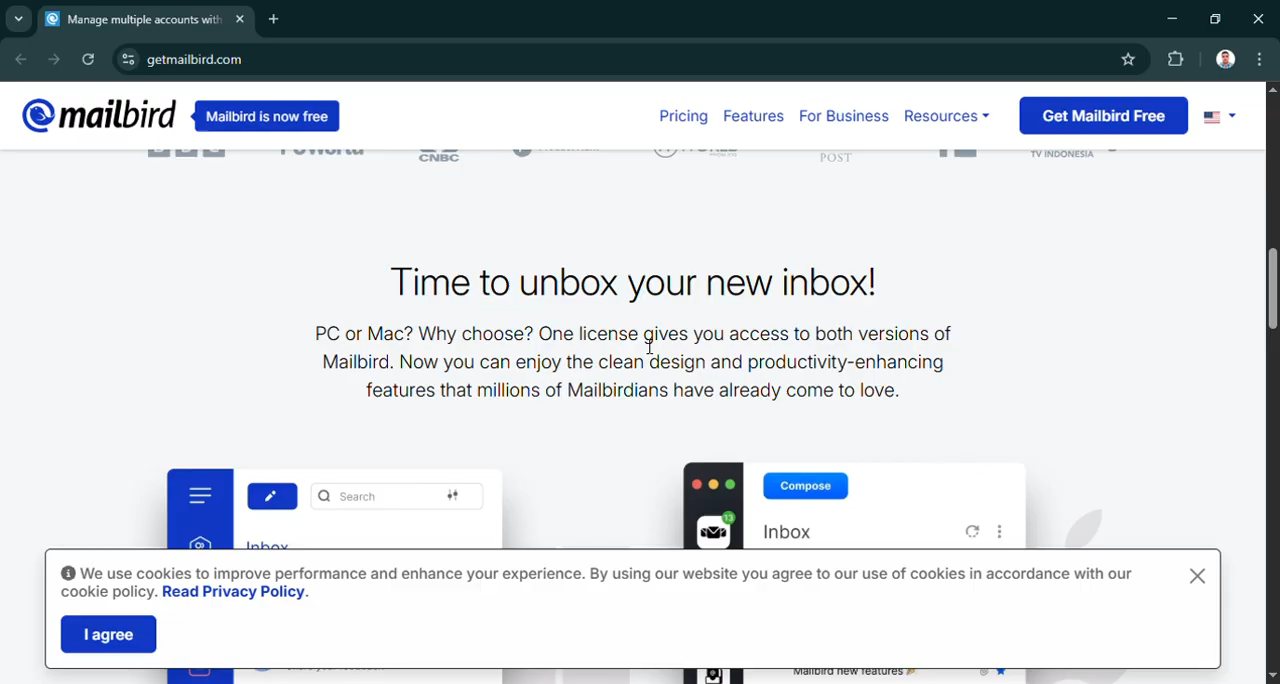 Manage multiple accounts with
getmailbird.com
mailbird
Mailbird is now free
Pricing
Features
For Business
Resources
Get Mailbird Free
CNBC
POST
TV INDONESIA
Time to unbox your new inbox!
PC or Mac? Why choose? One license gives you access to both versions of
Mailbird. Now you can enjoy the clean design and productivity-enhancing
features that millions of Mailbirdians have already come to love.
Search
Compose
13
Inbox
Inbox
We use cookies to improve performance and enhance your experience. By using our website you agree to our use of cookies in accordance with our
cookie policy. Read Privacy Policy.
I agree
Mailbird new features